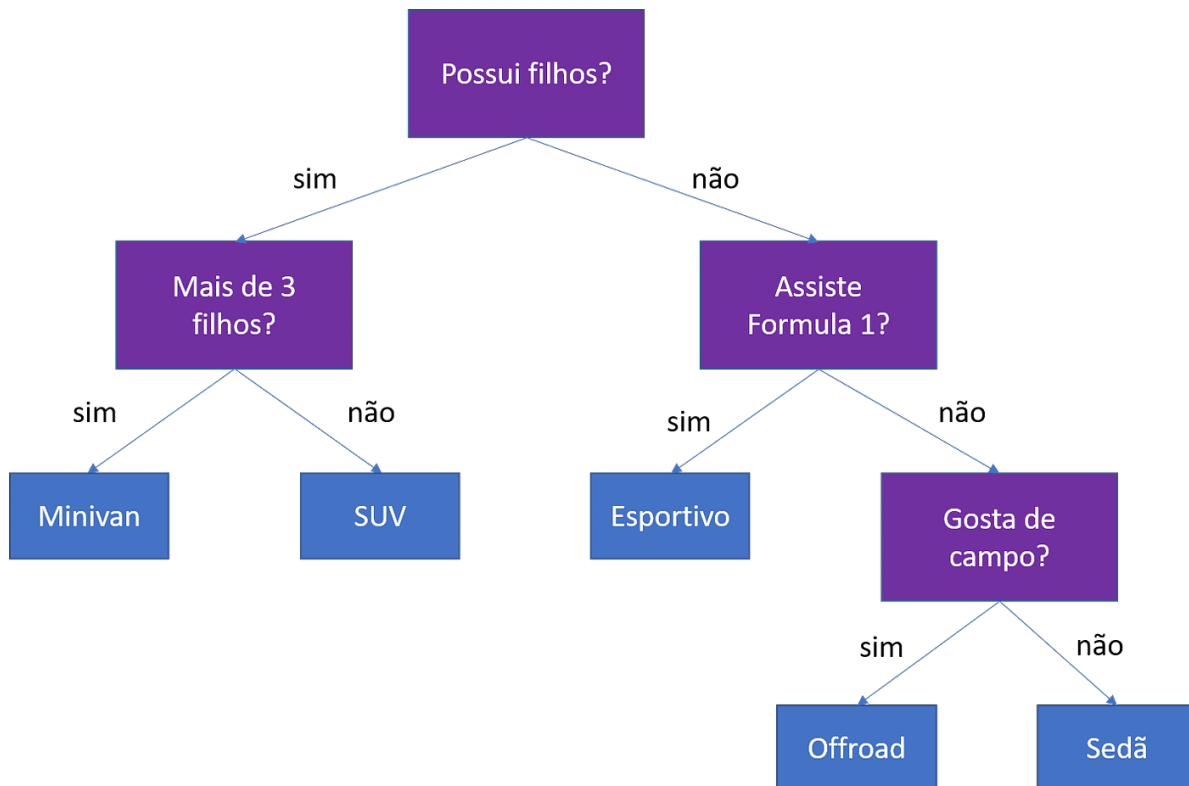 Possui filhos?
sim
não
Mais de 3
filhos?
Assiste
Formula 1?
sim
não
sim
não
Minivan
SUV
Esportivo
Gosta de
campo?
sim
não
Offroad
Sedã